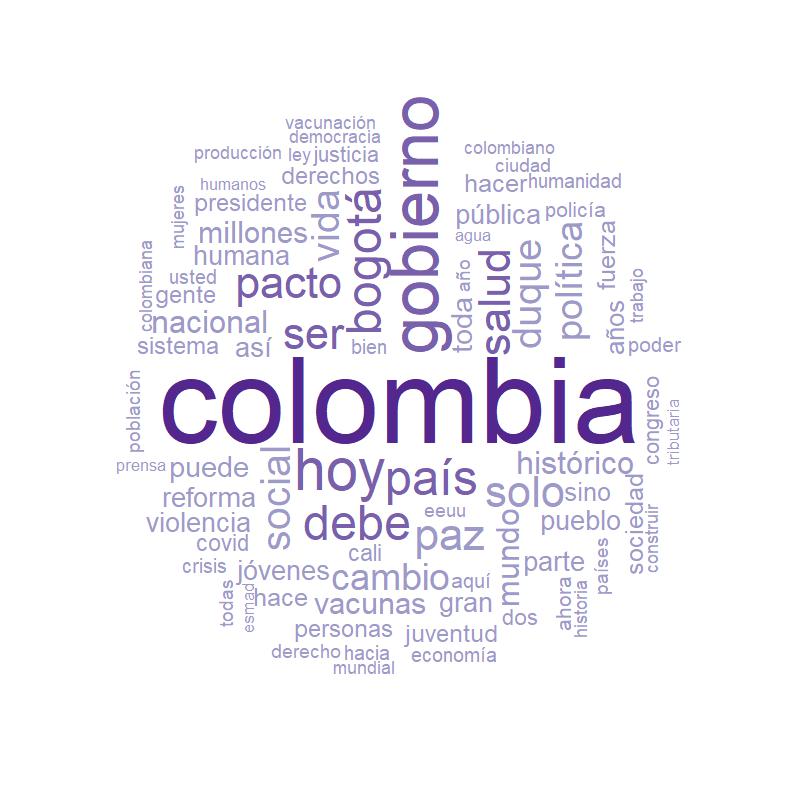 vacunación
democracia
producción
ley
justicia
derechos
humanos
presidente
mujeres
millones
humana
vida
bogotá
gobierno
colombiano
ciudad
hacer
humanidad
pública
policía
agua
colombiana
usted
gente
pacto
nacional
sistema
así
ser
bien
toda
año
salud
duque
política
fuerza
años
trabajo
poder
colombia
población
prensa
puede
reforma
violencia
covid
crisis
social
hoy
país
debe
histórico
solo
sino
congreso
tributaria
eeuu
paz
pueblo
sociedad
construir
cali
jóvenes
cambio
aquí
mundo
parte
países
todas
esmad
hace
vacunas
gran
dos
ahora
historia
personas
juventud
derecho
hacia
economía
mundial